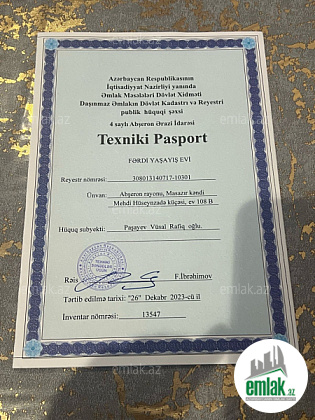 Azərbaycan Respublikasının
İqtisadiyyat Nazirliyi yanında
Əmlak Məsələləri Dövlət Xidməti
Daşınmaz Əmlakın Dövlət Kadastrı və Reyestri
publik hüquqi şəxsi
4 saylı Abşeron Ərazi İdarəsi
Texniki Pasport
FƏRDİ YAŞAYIŞ EVİ
Reyestr nömrəsi: 308013140717-10301
Ünvan: Abşeron rayonu, Masazır kəndi
Mehdi Hüseynzadə küçəsi, ev 108 B
Hüquq subyekti: Paşayev Vüsal Rafiq oğlu.
Rəis F.İbrahimov
Tərtib edilmə tarixi: "26" Dekabr 2023-cü il
İnventar nömrəsi: 13547
emlak.az